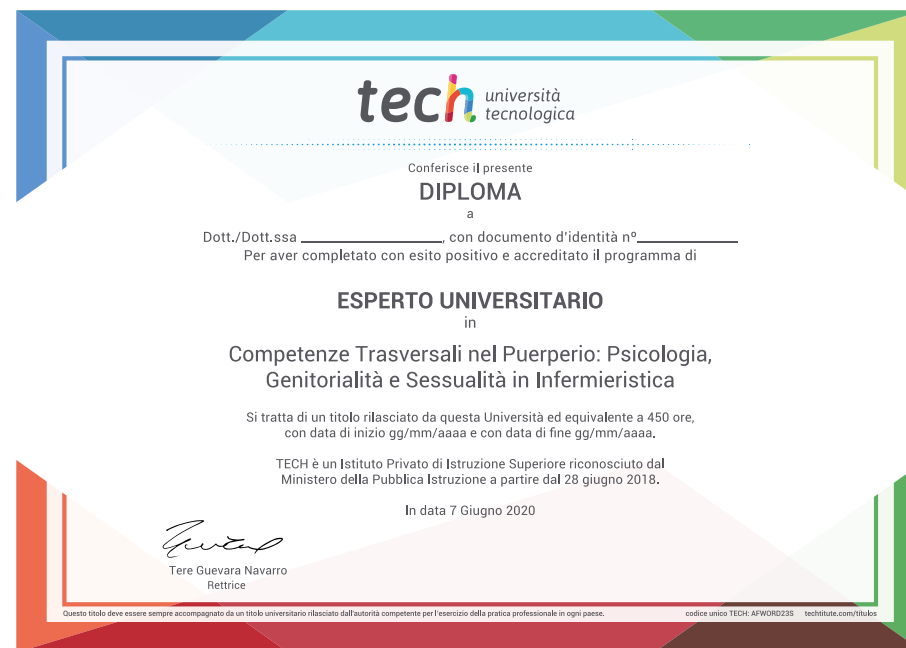 tech università
tecnologica
Conferisce il presente
DIPLOMA
a
Dott./Dott.ssa ________________, con documento d'identità nº____________
Per aver completato con esito positivo e accreditato il programma di
ESPERTO UNIVERSITARIO
in
Competenze Trasversali nel Puerperio: Psicologia,
Genitorialità e Sessualità in Infermieristica
Si tratta di un titolo rilasciato da questa Università ed equivalente a 450 ore,
con data di inizio gg/mm/aaaa e con data di fine gg/mm/aaaa.
TECH è un Istituto Privato di Istruzione Superiore riconosciuto dal
Ministero della Pubblica Istruzione a partire dal 28 giugno 2018.
In data 7 Giugno 2020
Tere Guevara Navarro
Rettrice
Questo titolo deve essere sempre accompagnato da un titolo universitario rilasciato dall'autorità competente per l'esercizio della pratica professionale in ogni paese. codice unico TECH: AFWORD23S techtitute.com/titulos